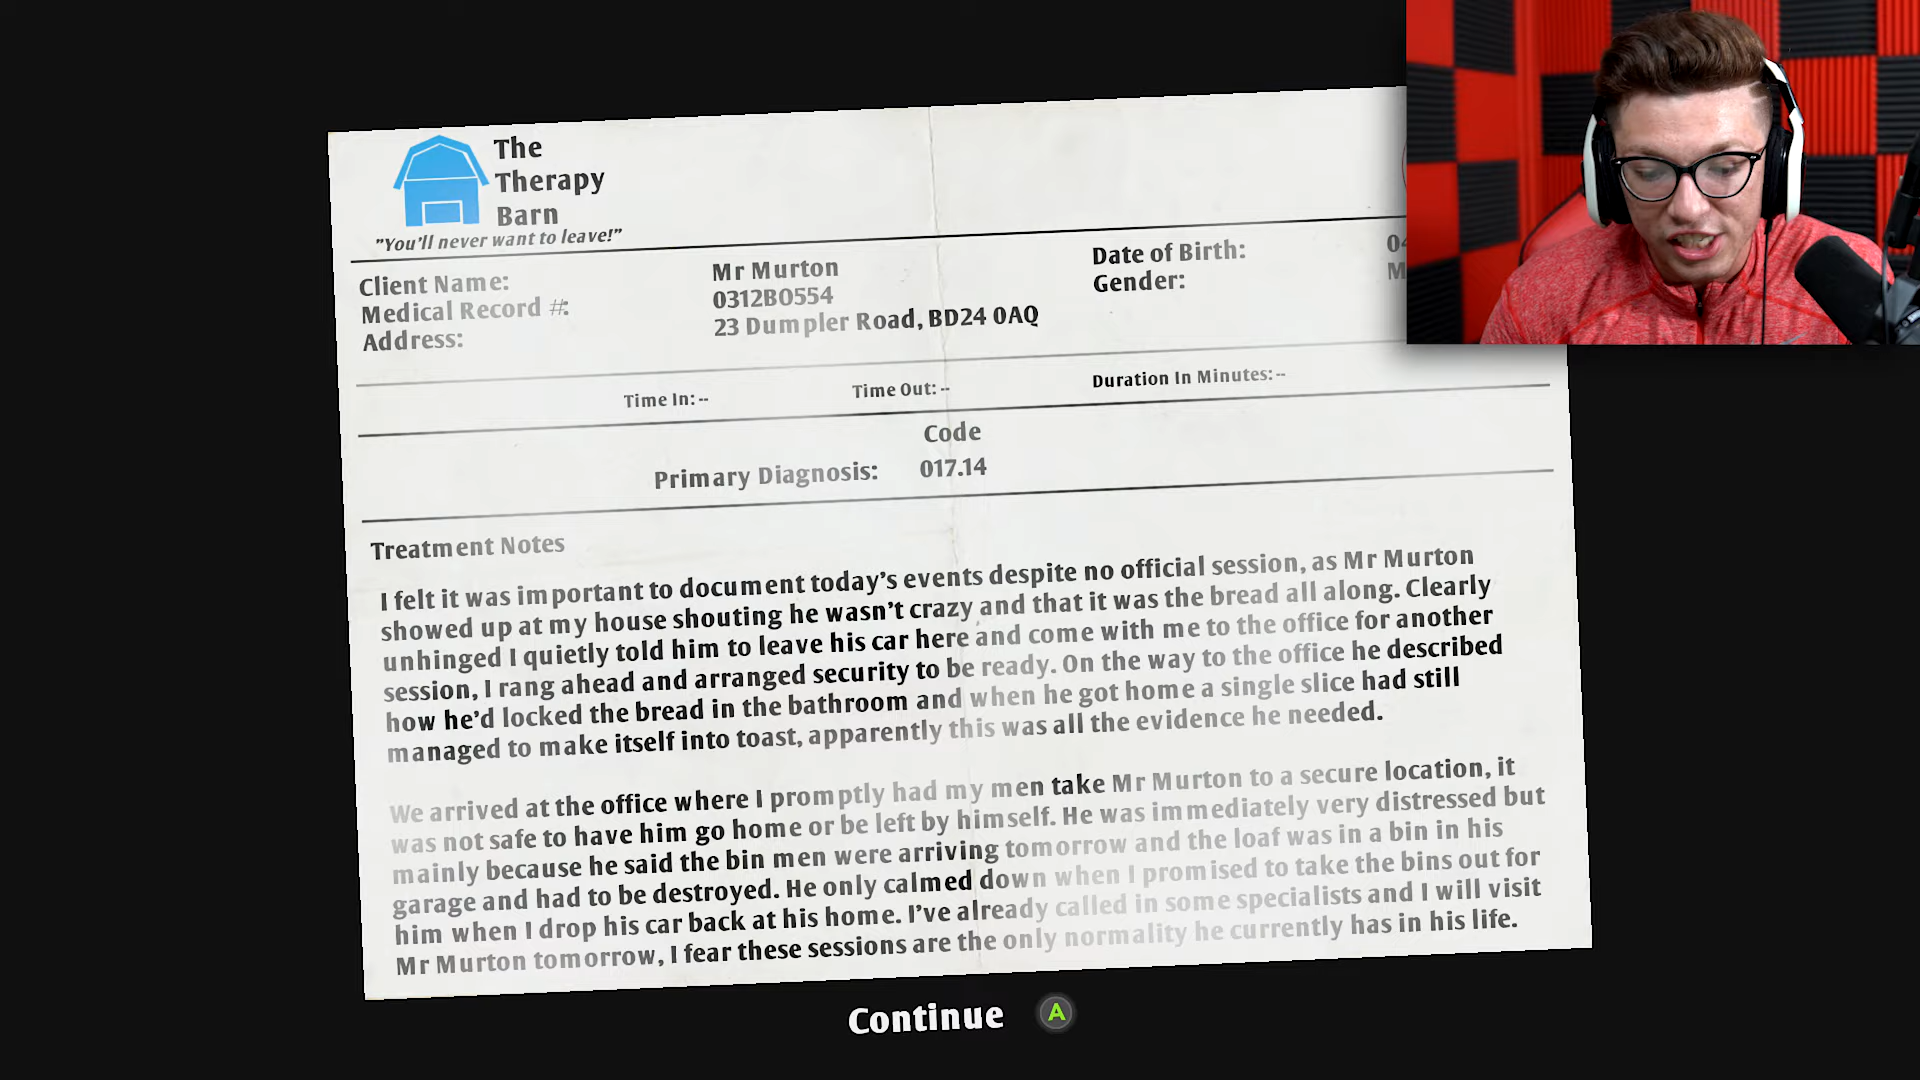 The
Therapy
Barn
"You'll never want to leave!"
Client Name: Mr Murton Date of Birth:
Medical Record #: 0312BO554 Gender:
Address: 23 Dumpler Road, BD24 0AQ
Time In: -- Time Out: -- Duration In Minutes: --
Code
Primary Diagnosis: 017.14
Treatment Notes
I felt it was important to document today's events despite no official session, as Mr Murton
showed up at my house shouting he wasn't crazy and that it was the bread all along. Clearly
unhinged I quietly told him to leave his car here and come with me to the office for another
session, I rang ahead and arranged security to be ready. On the way to the office he described
how he'd locked the bread in the bathroom and when he got home a single slice had still
managed to make itself into toast, apparently this was all the evidence he needed.
We arrived at the office where I promptly had my men take Mr Murton to a secure location, it
was not safe to have him go home or be left by himself. He was immediately very distressed but
mainly because he said the bin men were arriving tomorrow and the loaf was in a bin in his
garage and had to be destroyed. He only calmed down when I promised to take the bins out for
him when I drop his car back at his home. I've already called in some specialists and I will visit
Mr Murton tomorrow, I fear these sessions are the only normality he currently has in his life.
Continue A